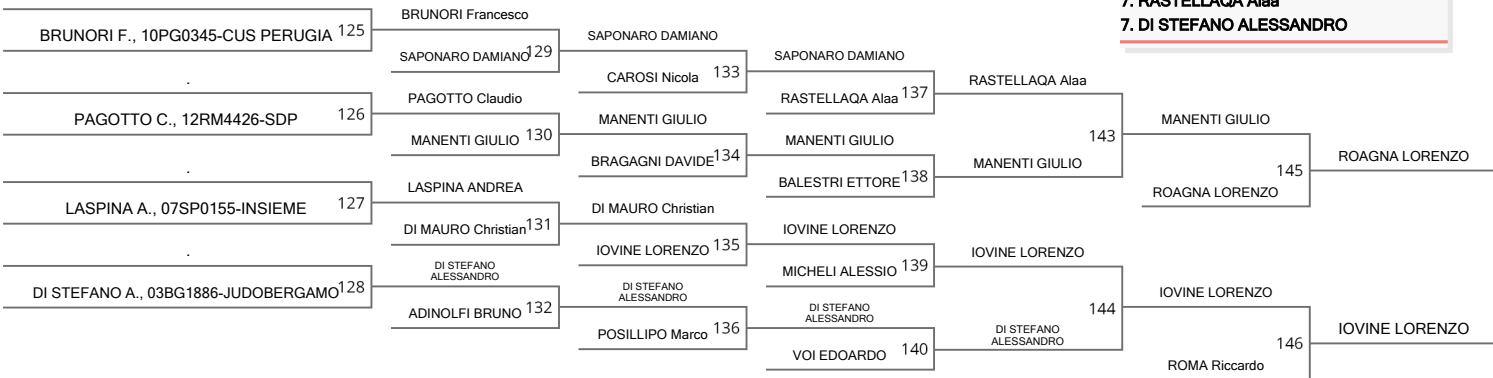 7. RASTELLAQA Alaa
7. DI STEFANO ALESSANDRO
BRUNORI F., 10PG0345-CUS PERUGIA
125
.
PAGOTTO C., 12RM4426-SDP
126
.
LASPINA A., 07SP0155-INSIEME
127
.
DI STEFANO A., 03BG1886-JUDOBERGAMO
128
BRUNORI Francesco
SAPONARO DAMIANO
129
PAGOTTO Claudio
MANENTI GIULIO
130
LASPINA ANDREA
DI MAURO Christian
131
DI STEFANO
ALESSANDRO
ADINOLFI BRUNO
132
SAPONARO DAMIANO
CAROSI Nicola
133
MANENTI GIULIO
BRAGAGNI DAVIDE
134
DI MAURO Christian
IOVINE LORENZO
135
DI STEFANO
ALESSANDRO
POSILLIPO Marco
136
SAPONARO DAMIANO
RASTELLAQA Alaa
137
MANENTI GIULIO
BALESTRI ETTORE
138
IOVINE LORENZO
MICHELI ALESSIO
139
DI STEFANO
ALESSANDRO
VOI EDOARDO
140
RASTELLAQA Alaa
MANENTI GIULIO
143
IOVINE LORENZO
DI STEFANO
ALESSANDRO
144
MANENTI GIULIO
ROAGNA LORENZO
145
IOVINE LORENZO
ROMA Riccardo
146
ROAGNA LORENZO
IOVINE LORENZO